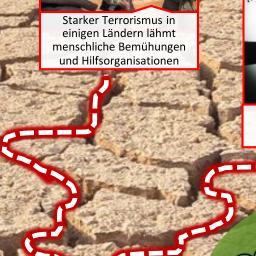 Starker Terrorismus in
einigen Ländern lähmt
menschliche Bemühungen
und Hilfsorganisationen